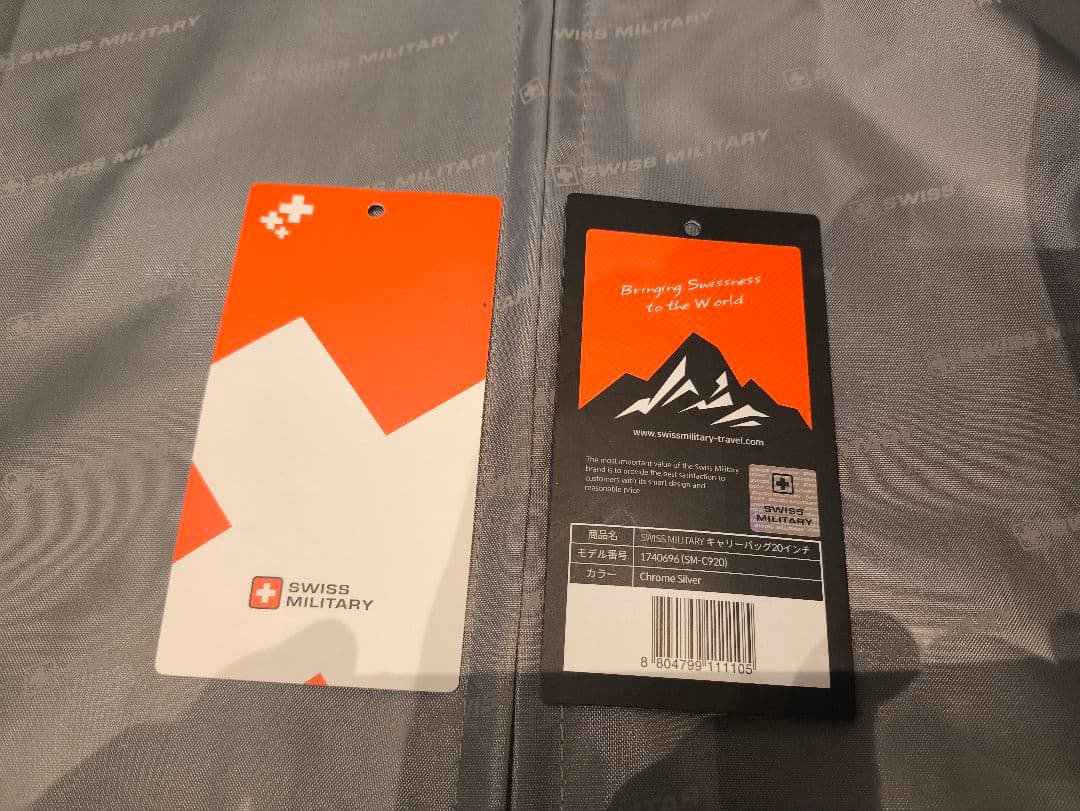 SWISS MILITARY
SWISS MILITARY
SWISS MILITARY
SWISS MILITARY
MILITARY
SWISS MILITARY
SWISS
SWISS
MILITARY
Bringing Swissness
to the World
www.swissmilitary-travel.com
The most important value of the Swiss Military
brand is to provide the best satisfaction to
customers with its smart design and
reasonable price
SWISS
MILITARY
商品名 SWISS MILITARY キャリーバッグ20インチ
モデル番号 1740696 (SM-C920)
カラー Chrome Silver
8 804799 111105